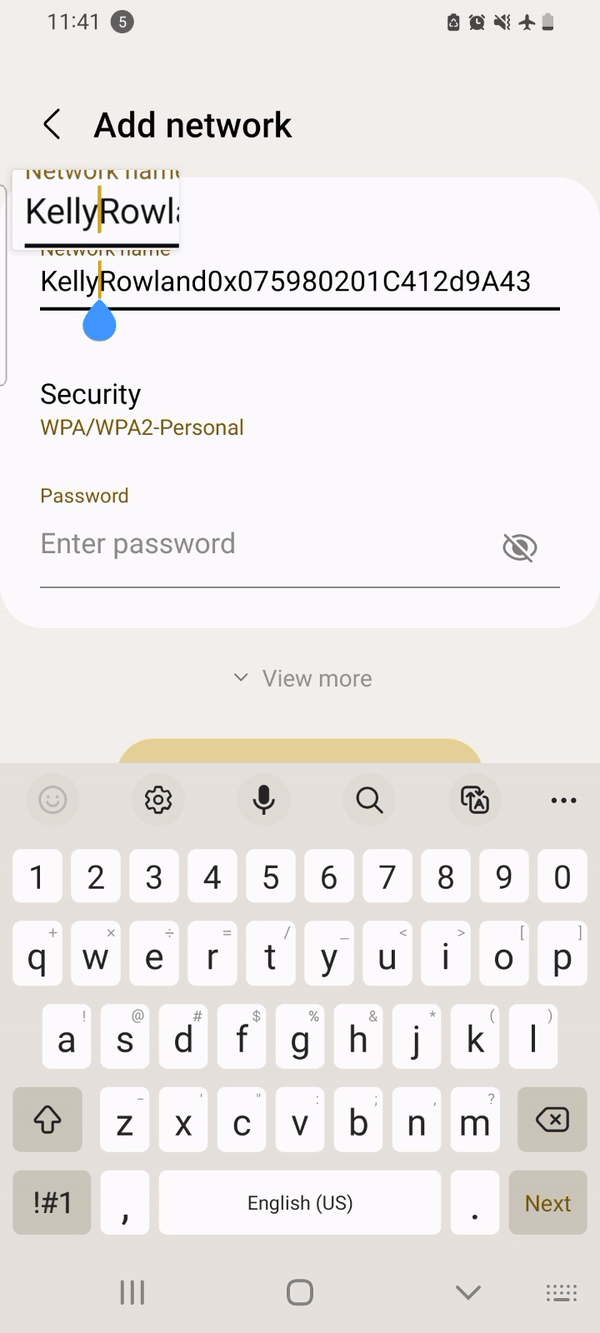 11:41 5
Add network
Network name
KellyRowla
Network name
KellyRowland0x075980201C412d9A43
Security
WPA/WPA2-Personal
Password
Enter password
View more
1 2 3 4 5 6 7 8 9 0
+ × ÷ = / _ < > [ ]
q w e r t y u i o p
! @ # $ % & * ( )
a s d f g h j k l
- ' " : ; , ?
z x c v b n m
!#1 , English (US) . Next